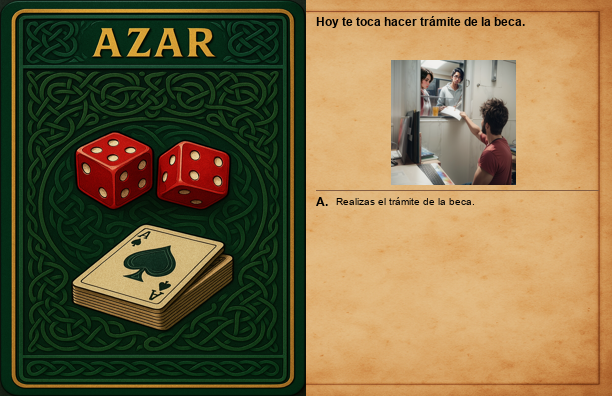 AZAR
A
A
Hoy te toca hacer trámite de la beca.
A. Realizas el trámite de la beca.